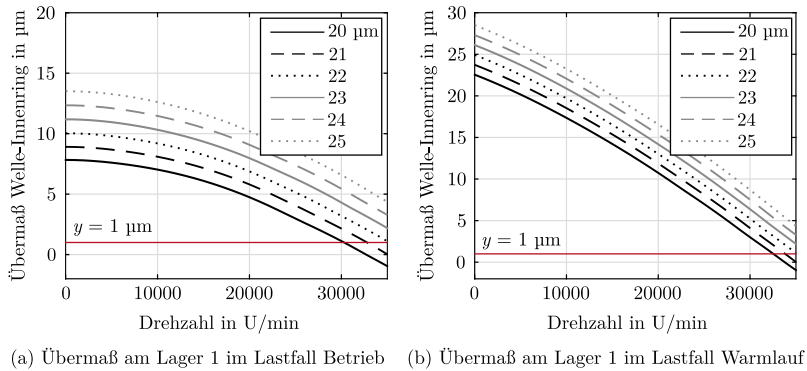 Übermaß Welle-Innenring in µm
20
15
10
5
0
20 µm
21
22
23
24
25
y = 1 µm
0 10000 20000 30000
Drehzahl in U/min
(a) Übermaß am Lager 1 im Lastfall Betrieb
Übermaß Welle-Innenring in µm
30
25
20
15
10
5
0
20 µm
21
22
23
24
25
y = 1 µm
0 10000 20000 30000
Drehzahl in U/min
(b) Übermaß am Lager 1 im Lastfall Warmlauf